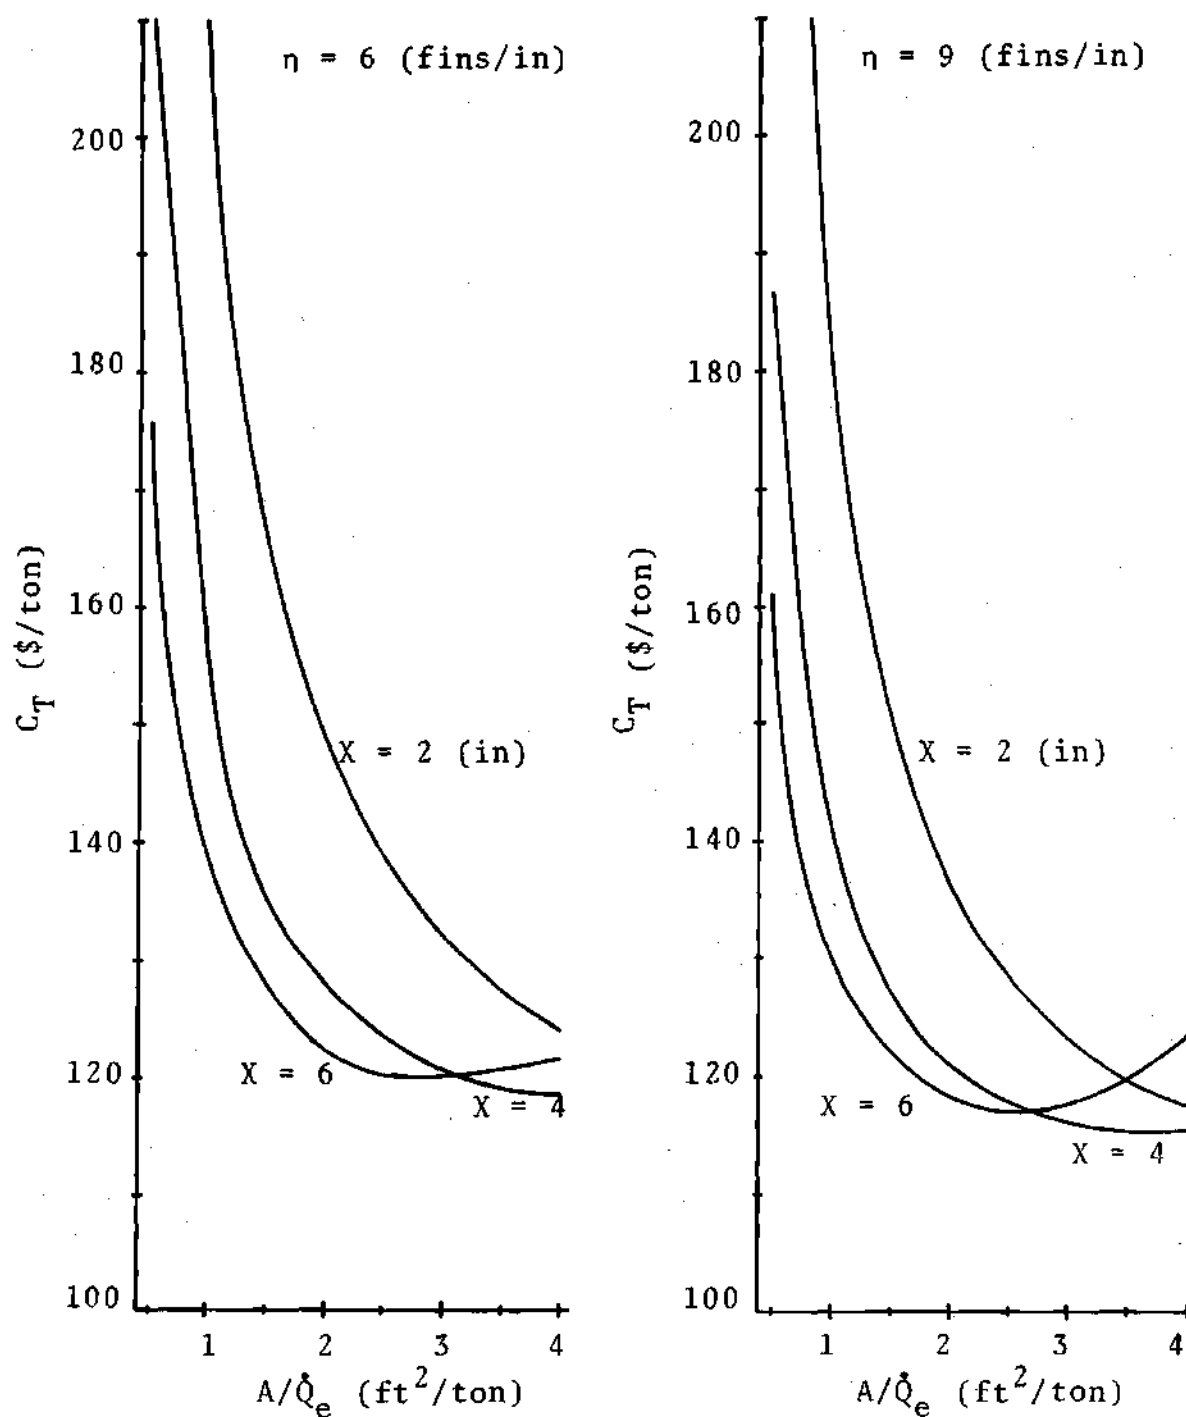 η = 6 (fins/in)
200
180
160
140
120
100
C_T ($/ton)
X = 2 (in)
X = 6
X = 4
1 2 3 4
A/Q̇_e (ft²/ton)
η = 9 (fins/in)
200
180
160
140
120
100
C_T ($/ton)
X = 2 (in)
X = 6
X = 4
1 2 3 4
A/Q̇_e (ft²/ton)